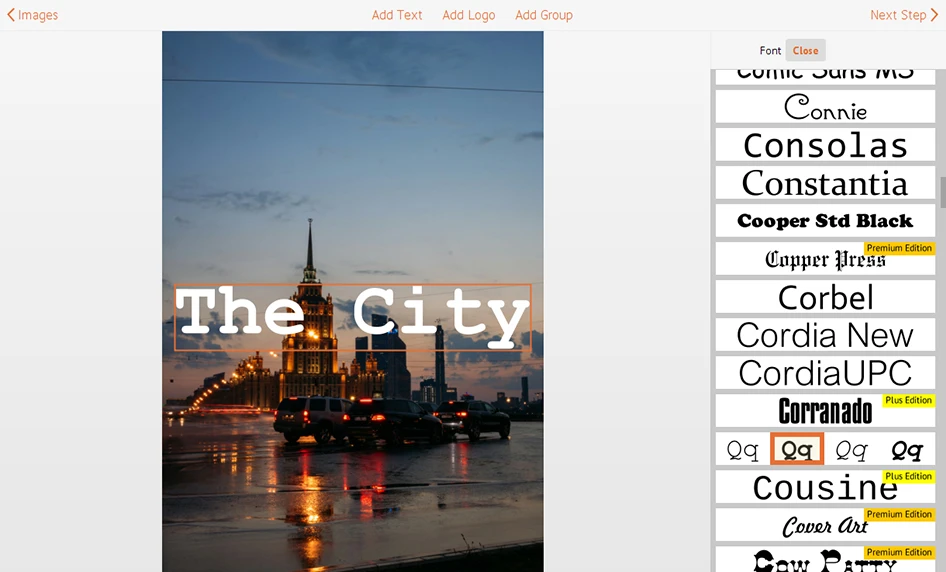 Images
Add Text Add Logo Add Group
Next Step
Font Close
Comic Sans MS
Connie
Consolas
Constantia
Cooper Std Black
Premium Edition
Copper Press
Corbel
Cordia New
CordiaUPC
Plus Edition
Corranado
Qq Qq Qq Qq
Plus Edition
Cousine
Premium Edition
Cover Art
Premium Edition
Cow Patty
The City